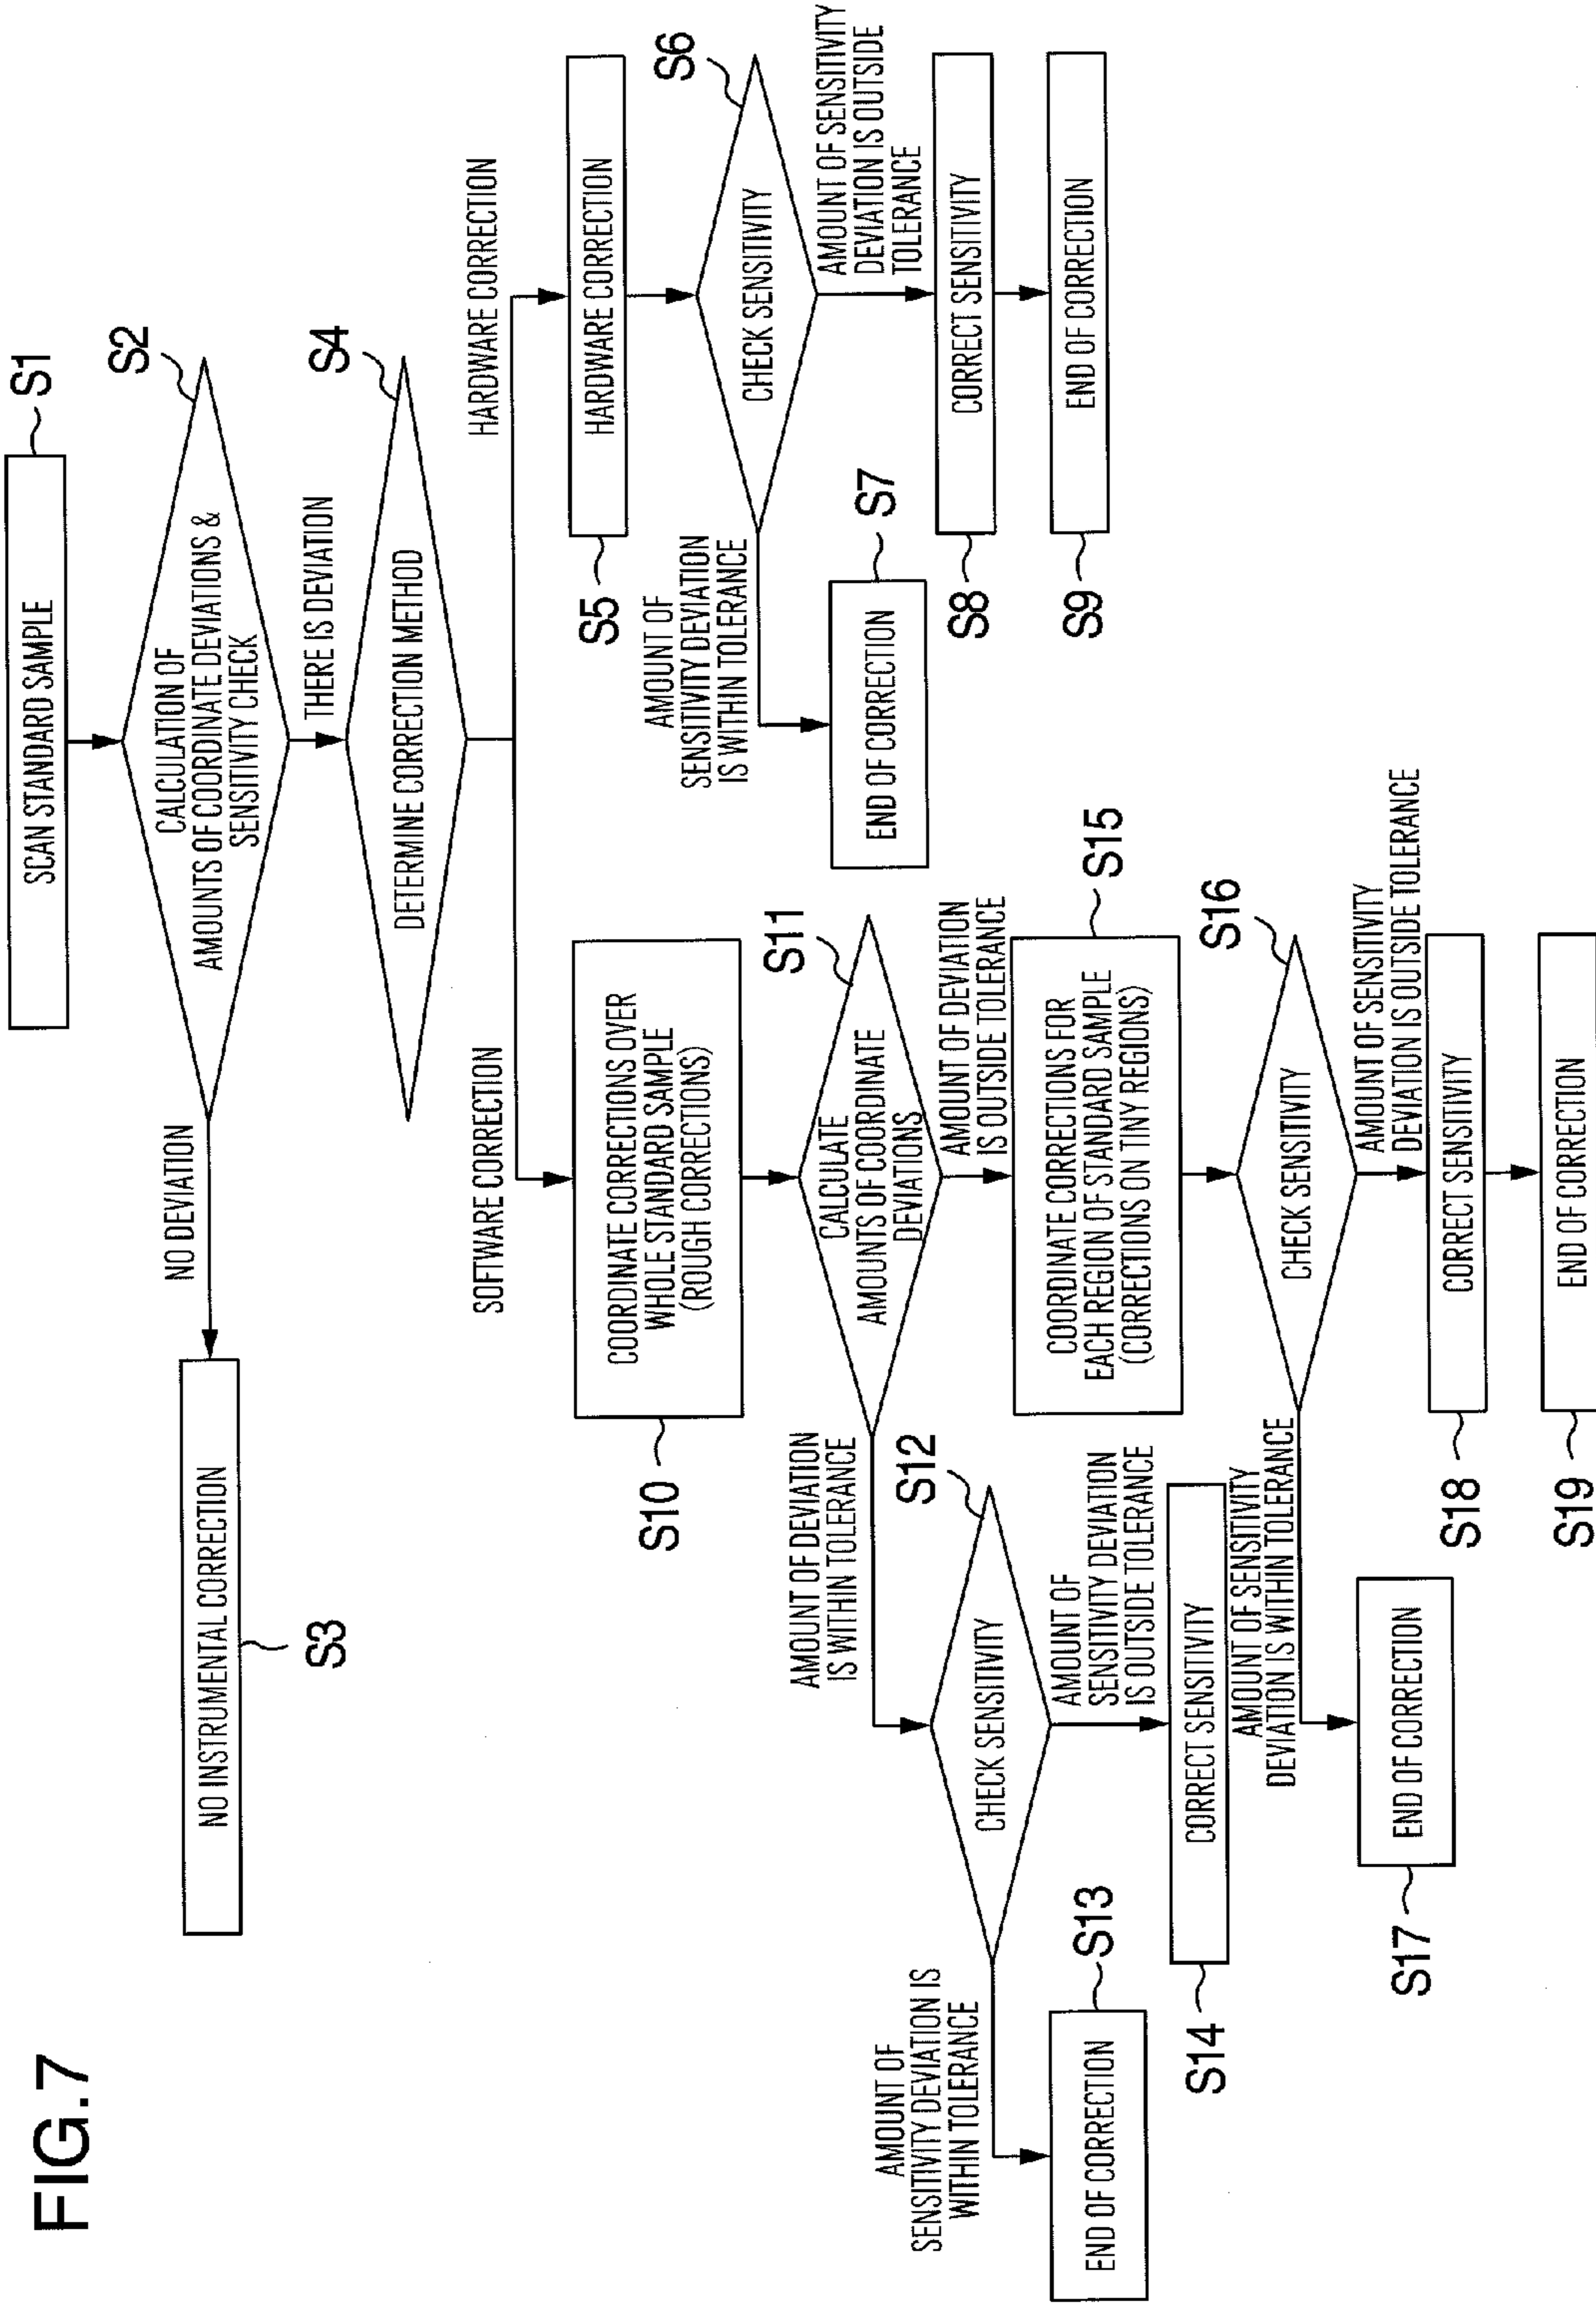 FIG.7
SCAN STANDARD SAMPLE
S1
CALCULATION OF
AMOUNTS OF COORDINATE DEVIATIONS &
SENSITIVITY CHECK
S2
NO DEVIATION
NO INSTRUMENTAL CORRECTION
S3
THERE IS DEVIATION
DETERMINE CORRECTION METHOD
S4
SOFTWARE CORRECTION
HARDWARE CORRECTION
HARDWARE CORRECTION
S5
CHECK SENSITIVITY
S6
AMOUNT OF
SENSITIVITY DEVIATION
IS WITHIN TOLERANCE
END OF CORRECTION
S7
AMOUNT OF SENSITIVITY
DEVIATION IS OUTSIDE
TOLERANCE
CORRECT SENSITIVITY
S8
END OF CORRECTION
S9
COORDINATE CORRECTIONS OVER
WHOLE STANDARD SAMPLE
(ROUGH CORRECTIONS)
S10
CALCULATE
AMOUNTS OF COORDINATE
DEVIATIONS
S11
AMOUNT OF DEVIATION
IS WITHIN TOLERANCE
CHECK SENSITIVITY
S12
AMOUNT OF
SENSITIVITY DEVIATION IS
WITHIN TOLERANCE
END OF CORRECTION
S13
AMOUNT OF
SENSITIVITY DEVIATION
IS OUTSIDE TOLERANCE
CORRECT SENSITIVITY
S14
AMOUNT OF DEVIATION
IS OUTSIDE TOLERANCE
COORDINATE CORRECTIONS FOR
EACH REGION OF STANDARD SAMPLE
(CORRECTIONS ON TINY REGIONS)
S15
CHECK SENSITIVITY
S16
AMOUNT OF SENSITIVITY
DEVIATION IS WITHIN TOLERANCE
END OF CORRECTION
S17
AMOUNT OF SENSITIVITY
DEVIATION IS OUTSIDE TOLERANCE
CORRECT SENSITIVITY
S18
END OF CORRECTION
S19